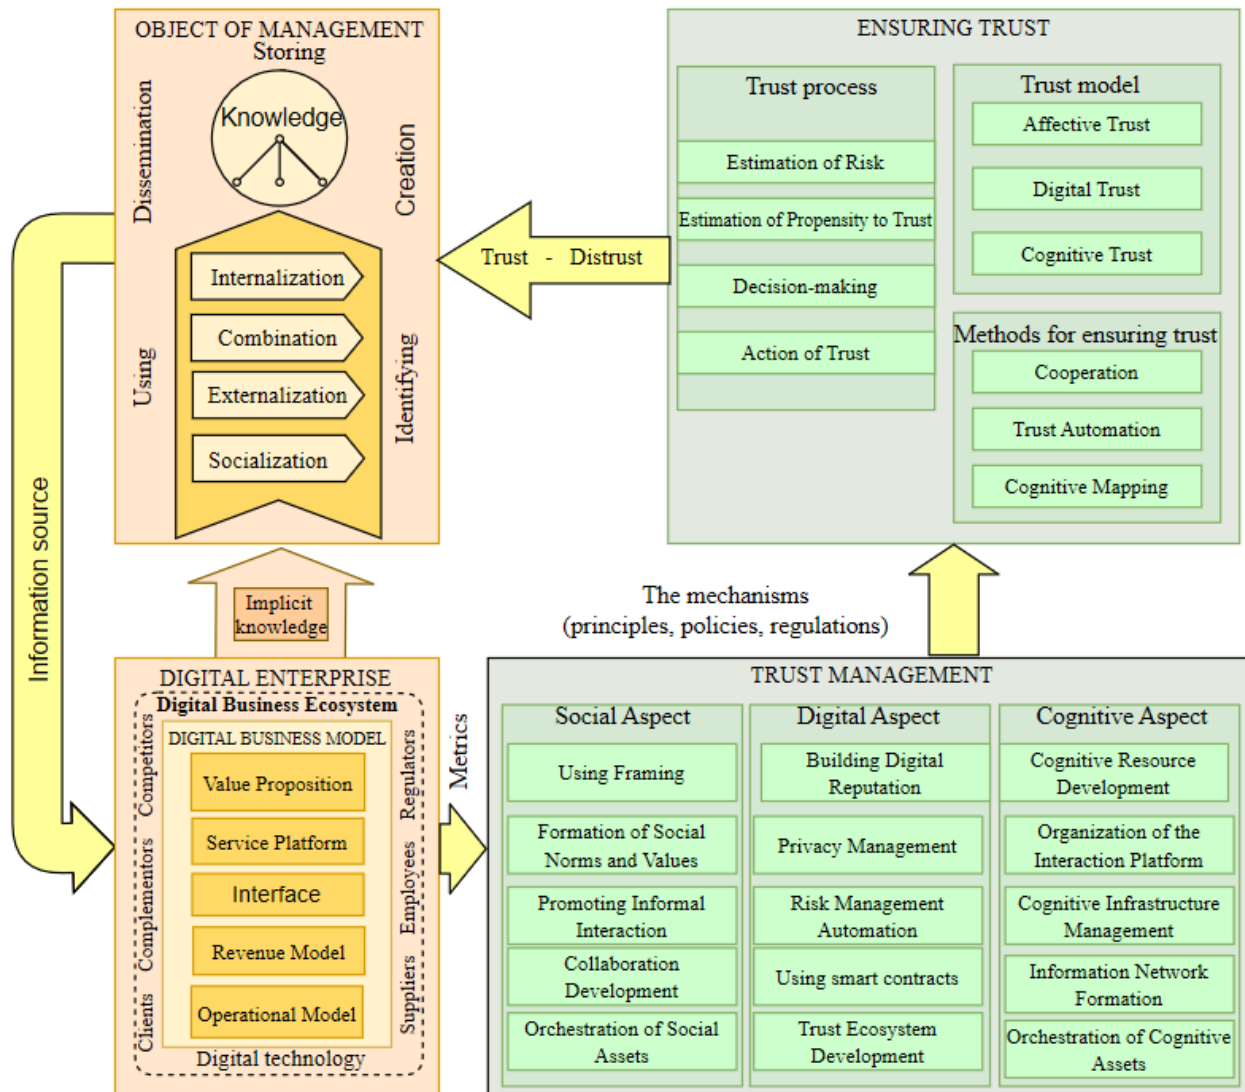 OBJECT OF MANAGEMENT
Storing
Knowledge
Dissemination
Creation
Using
Identifying
Internalization
Combination
Externalization
Socialization
ENSURING TRUST
Trust process
Estimation of Risk
Estimation of Propensity to Trust
Decision-making
Action of Trust
Trust model
Affective Trust
Digital Trust
Cognitive Trust
Methods for ensuring trust
Cooperation
Trust Automation
Cognitive Mapping
Trust - Distrust
Information source
Implicit
knowledge
The mechanisms
(principles, policies, regulations)
DIGITAL ENTERPRISE
Digital Business Ecosystem
DIGITAL BUSINESS MODEL
Value Proposition
Service Platform
Interface
Revenue Model
Operational Model
Digital technology
Competitors
Complementors
Clients
Regulators
Employees
Suppliers
Metrics
TRUST MANAGEMENT
Social Aspect
Using Framing
Formation of Social
Norms and Values
Promoting Informal
Interaction
Collaboration
Development
Orchestration of Social
Assets
Digital Aspect
Building Digital
Reputation
Privacy Management
Risk Management
Automation
Using smart contracts
Trust Ecosystem
Development
Cognitive Aspect
Cognitive Resource
Development
Organization of the
Interaction Platform
Cognitive Infrastructure
Management
Information Network
Formation
Orchestration of Cognitive
Assets